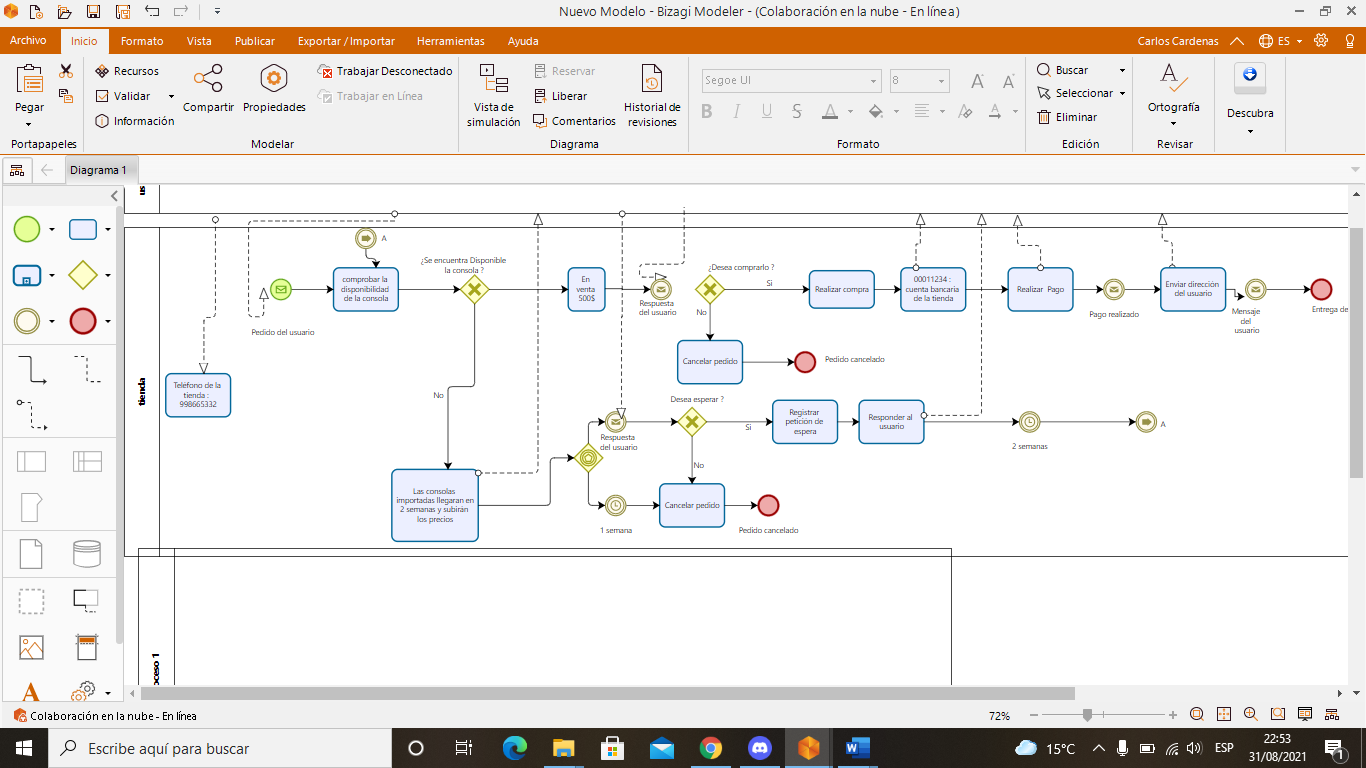 Nuevo Modelo - Bizagi Modeler - (Colaboración en la nube - En línea)
Archivo
Inicio
Formato
Vista
Publicar
Exportar / Importar
Herramientas
Ayuda
Carlos Cardenas
ES
Pegar
Portapapeles
Recursos
Validar
Información
Compartir
Propiedades
Trabajar Desconectado
Trabajar en Línea
Modelar
Vista de
simulación
Reservar
Liberar
Comentarios
Historial de
revisiones
Diagrama
Segoe UI
8
B
I
U
S
A
Formato
Buscar
Seleccionar
Eliminar
Edición
Ortografía
Revisar
Descubra
Diagrama 1
us
tienda
A
¿Se encuentra Disponible
la consola ?
comprobar la
disponibilidad
de la consola
Pedido del usuario
Teléfono de la
tienda :
998665332
No
En
venta
500$
Respuesta
del usuario
¿Desea comprarlo ?
Si
No
Realizar compra
00011234 :
cuenta bancaria
de la tienda
Realizar Pago
Pago realizado
Enviar dirección
del usuario
Mensaje
del
usuario
Entrega de
Cancelar pedido
Pedido cancelado
Desea esperar ?
Respuesta
del usuario
Si
No
Registrar
petición de
espera
Responder al
usuario
2 semanas
A
Las consolas
importadas llegaran en
2 semanas y subirán
los precios
1 semana
Cancelar pedido
Pedido cancelado
oceso 1
A
Colaboración en la nube - En línea
72%
Escribe aquí para buscar
15°C
ESP
22:53
31/08/2021
1